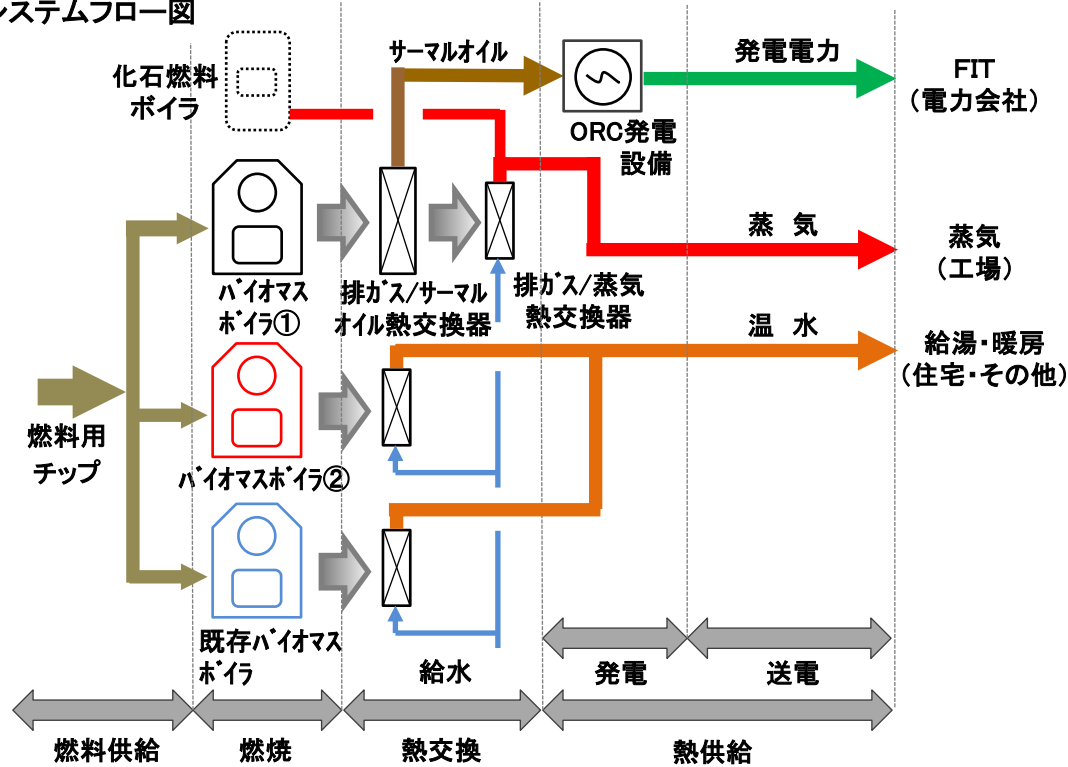 システムフロー図
化石燃料
ボイラ
サーマルオイル
ORC発電
設備
発電電力
FIT
（電力会社）
バイオマス
ボイラ①
排ガス/サーマル
オイル熱交換器
排ガス/蒸気
熱交換器
蒸 気
蒸気
（工場）
温 水
給湯・暖房
（住宅・その他）
燃料用
チップ
バイオマスボイラ②
既存バイオマス
ボイラ
給水
発電
送電
燃料供給
燃焼
熱交換
熱供給